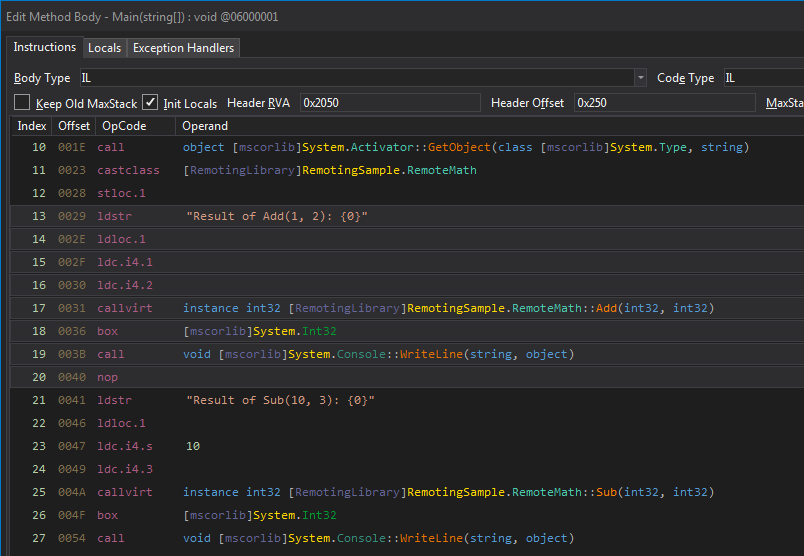 Edit Method Body - Main(string[]) : void @06000001
Instructions Locals Exception Handlers
Body Type IL Code Type IL
Keep Old MaxStack Init Locals Header RVA 0x2050 Header Offset 0x250 MaxSta
Index Offset OpCode Operand
10 001E call object [mscorlib]System.Activator::GetObject(class [mscorlib]System.Type, string)
11 0023 castclass [RemotingLibrary]RemotingSample.RemoteMath
12 0028 stloc.1
13 0029 ldstr "Result of Add(1, 2): {0}"
14 002E ldloc.1
15 002F ldc.i4.1
16 0030 ldc.i4.2
17 0031 callvirt instance int32 [RemotingLibrary]RemotingSample.RemoteMath::Add(int32, int32)
18 0036 box [mscorlib]System.Int32
19 003B call void [mscorlib]System.Console::WriteLine(string, object)
20 0040 nop
21 0041 ldstr "Result of Sub(10, 3): {0}"
22 0046 ldloc.1
23 0047 ldc.i4.s 10
24 0049 ldc.i4.3
25 004A callvirt instance int32 [RemotingLibrary]RemotingSample.RemoteMath::Sub(int32, int32)
26 004F box [mscorlib]System.Int32
27 0054 call void [mscorlib]System.Console::WriteLine(string, object)